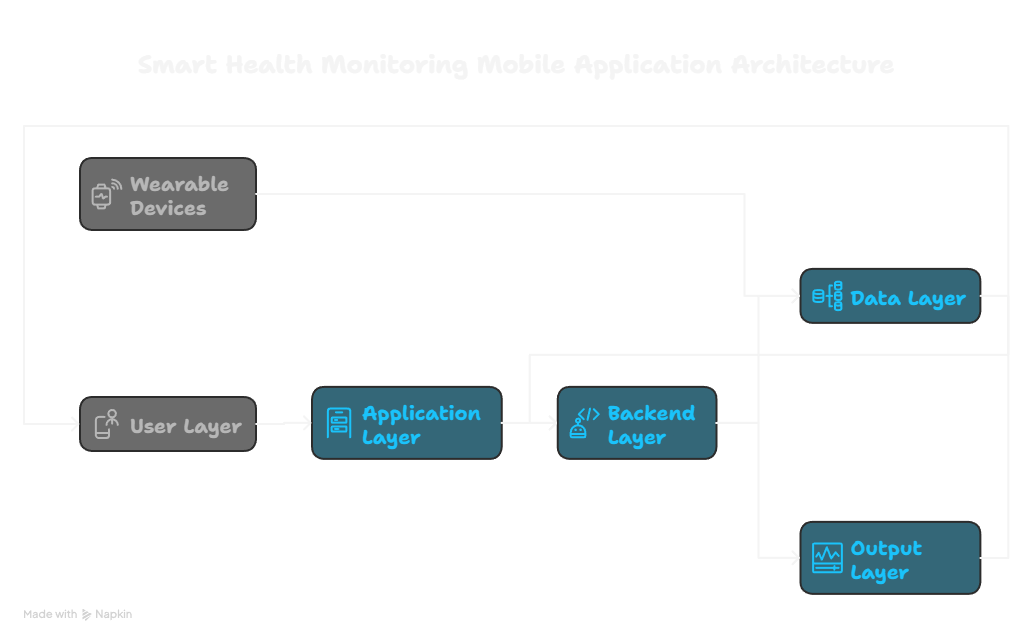 Smart Health Monitoring Mobile Application Architecture
Wearable
Devices
Data Layer
User Layer
Application
Layer
Backend
Layer
Output
Layer
Made with Napkin